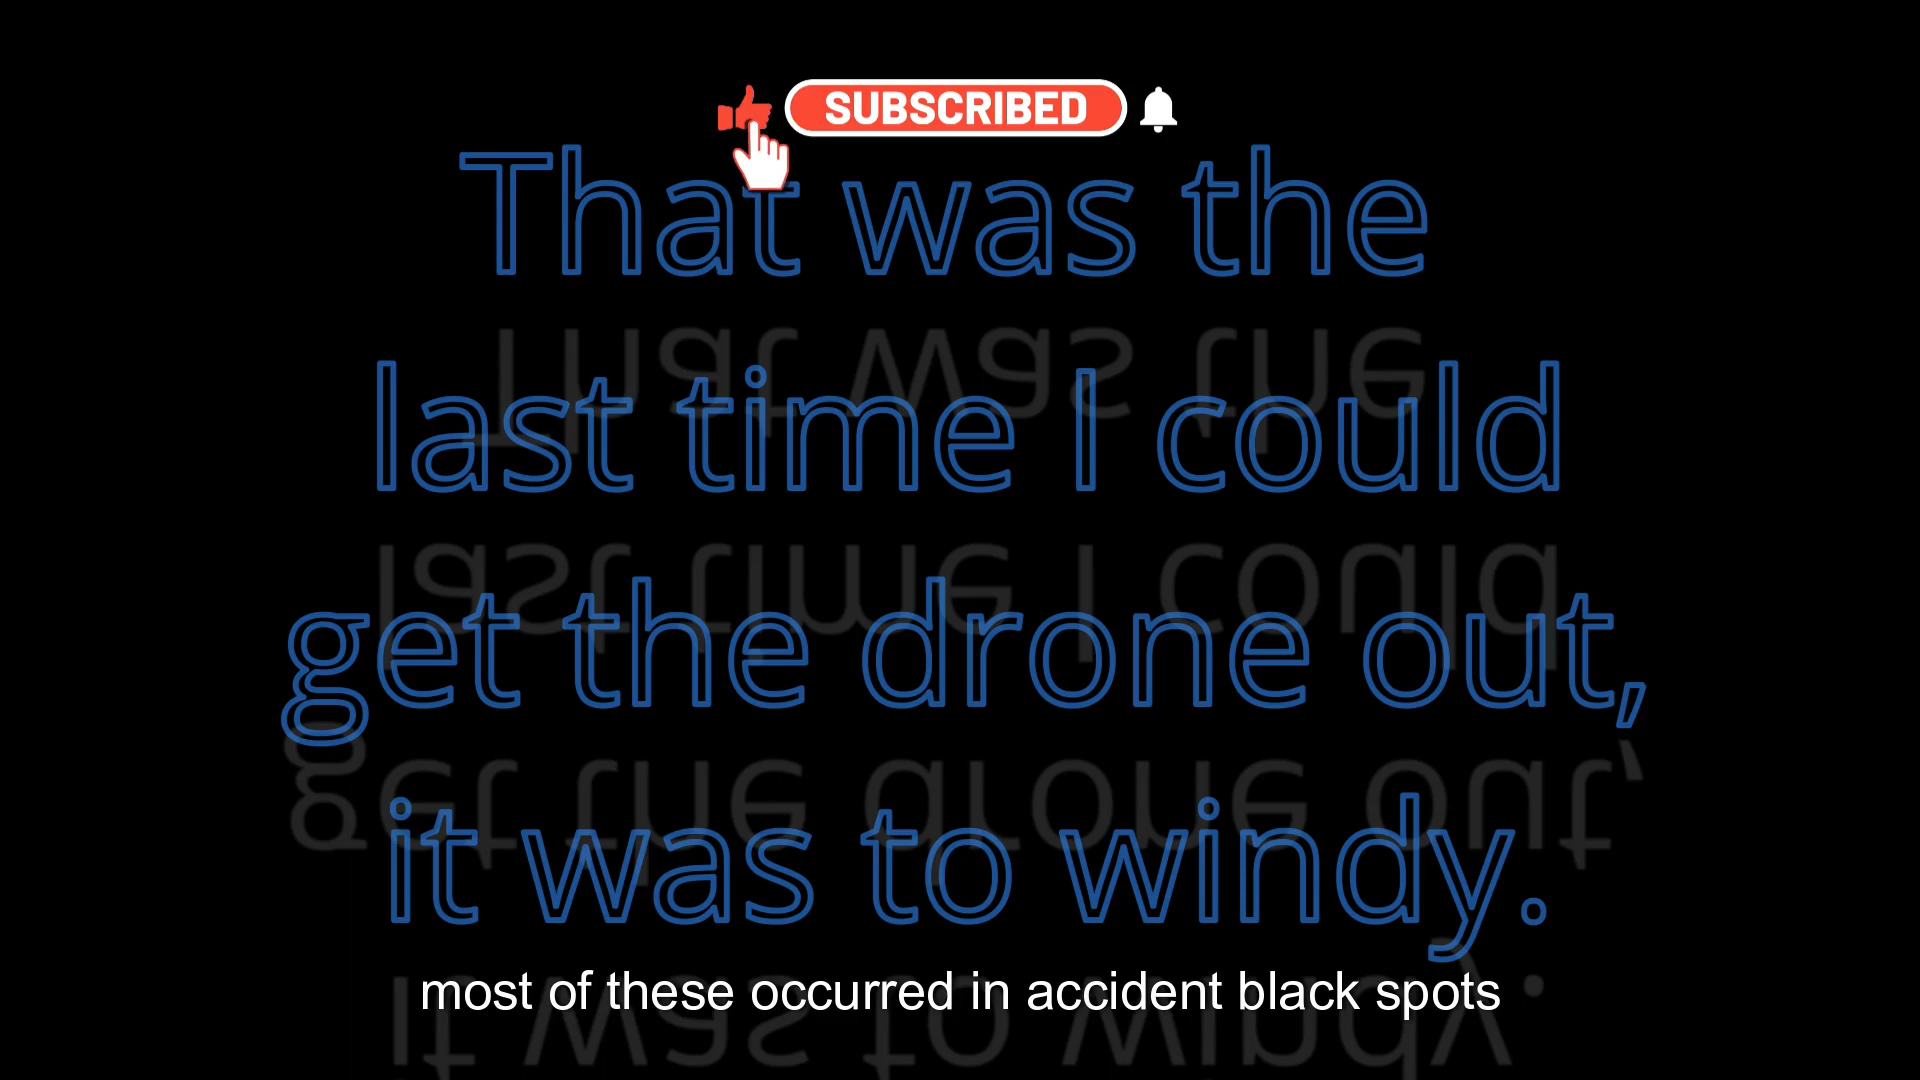 SUBSCRIBED
That was the
last time I could
get the drone out,
it was to windy.
most of these occurred in accident black spots